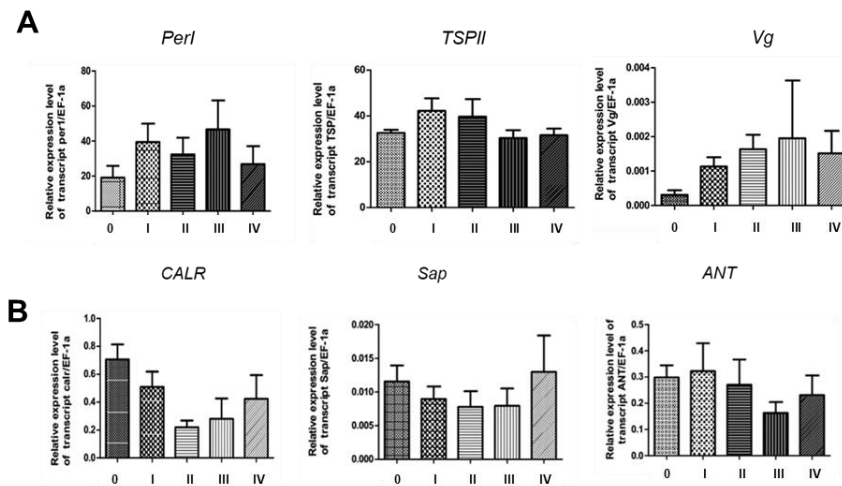 A
PerI
TSPII
Vg
Relative expression level
of transcript per1/EF-1a
80
60
40
20
0
0 I II III IV
Relative expression level
of transcript TSP/EF-1a
60
40
20
0
0 I II III IV
Relative expression level
of transcript Vg/EF-1a
0.004
0.003
0.002
0.001
0.000
0 I II III IV
B
CALR
Sap
ANT
Relative expression level
of transcript calr/EF-1a
1.0
0.8
0.6
0.4
0.2
0.0
0 I II III IV
Relative expression level
of transcript Sap/EF-1a
0.020
0.015
0.010
0.005
0.000
0 I II III IV
Relative expression level of
transcript ANT/EF-1a
0.5
0.4
0.3
0.2
0.1
0.0
0 I II III IV